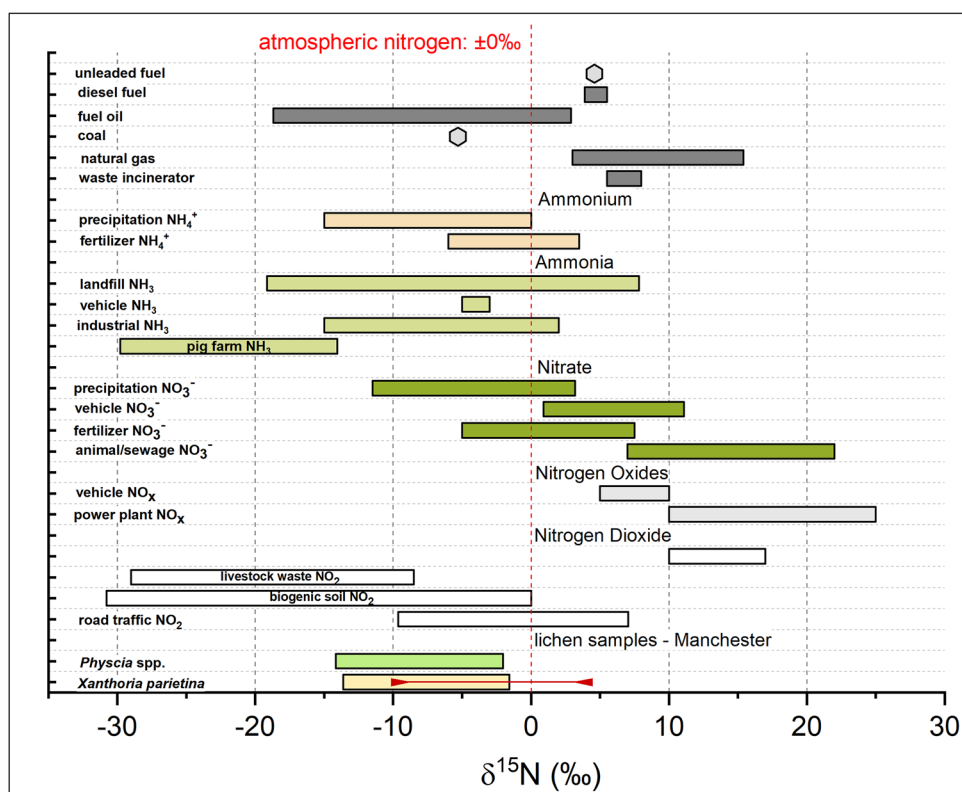 atmospheric nitrogen: ±0‰
unleaded fuel
diesel fuel
fuel oil
coal
natural gas
waste incinerator
Ammonium
precipitation NH₄⁺
fertilizer NH₄⁺
Ammonia
landfill NH₃
vehicle NH₃
industrial NH₃
pig farm NH₃
Nitrate
precipitation NO₃⁻
vehicle NO₃⁻
fertilizer NO₃⁻
animal/sewage NO₃⁻
Nitrogen Oxides
vehicle NOₓ
power plant NOₓ
Nitrogen Dioxide
livestock waste NO₂
biogenic soil NO₂
road traffic NO₂
lichen samples - Manchester
Physcia spp.
Xanthoria parietina
-30 -20 -10 0 10 20 30
δ¹⁵N (‰)